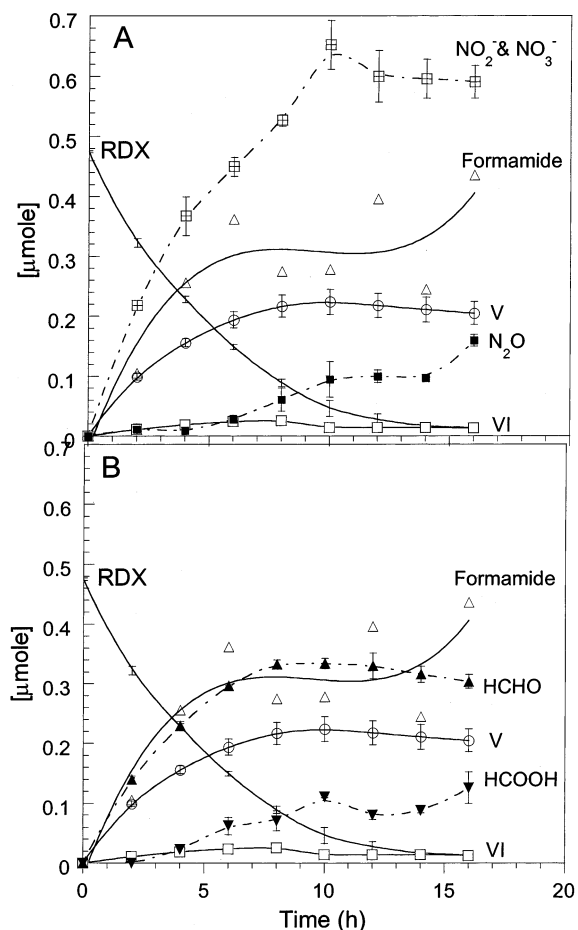 A
0.7
0.6
0.5
0.4
0.3
0.2
0.1
0
[µmole]
NO₂⁻ & NO₃⁻
RDX
Formamide
V
N₂O
VI
B
0.7
0.6
0.5
0.4
0.3
0.2
0.1
0
[µmole]
RDX
Formamide
HCHO
V
HCOOH
VI
0 5 10 15 20
Time (h)